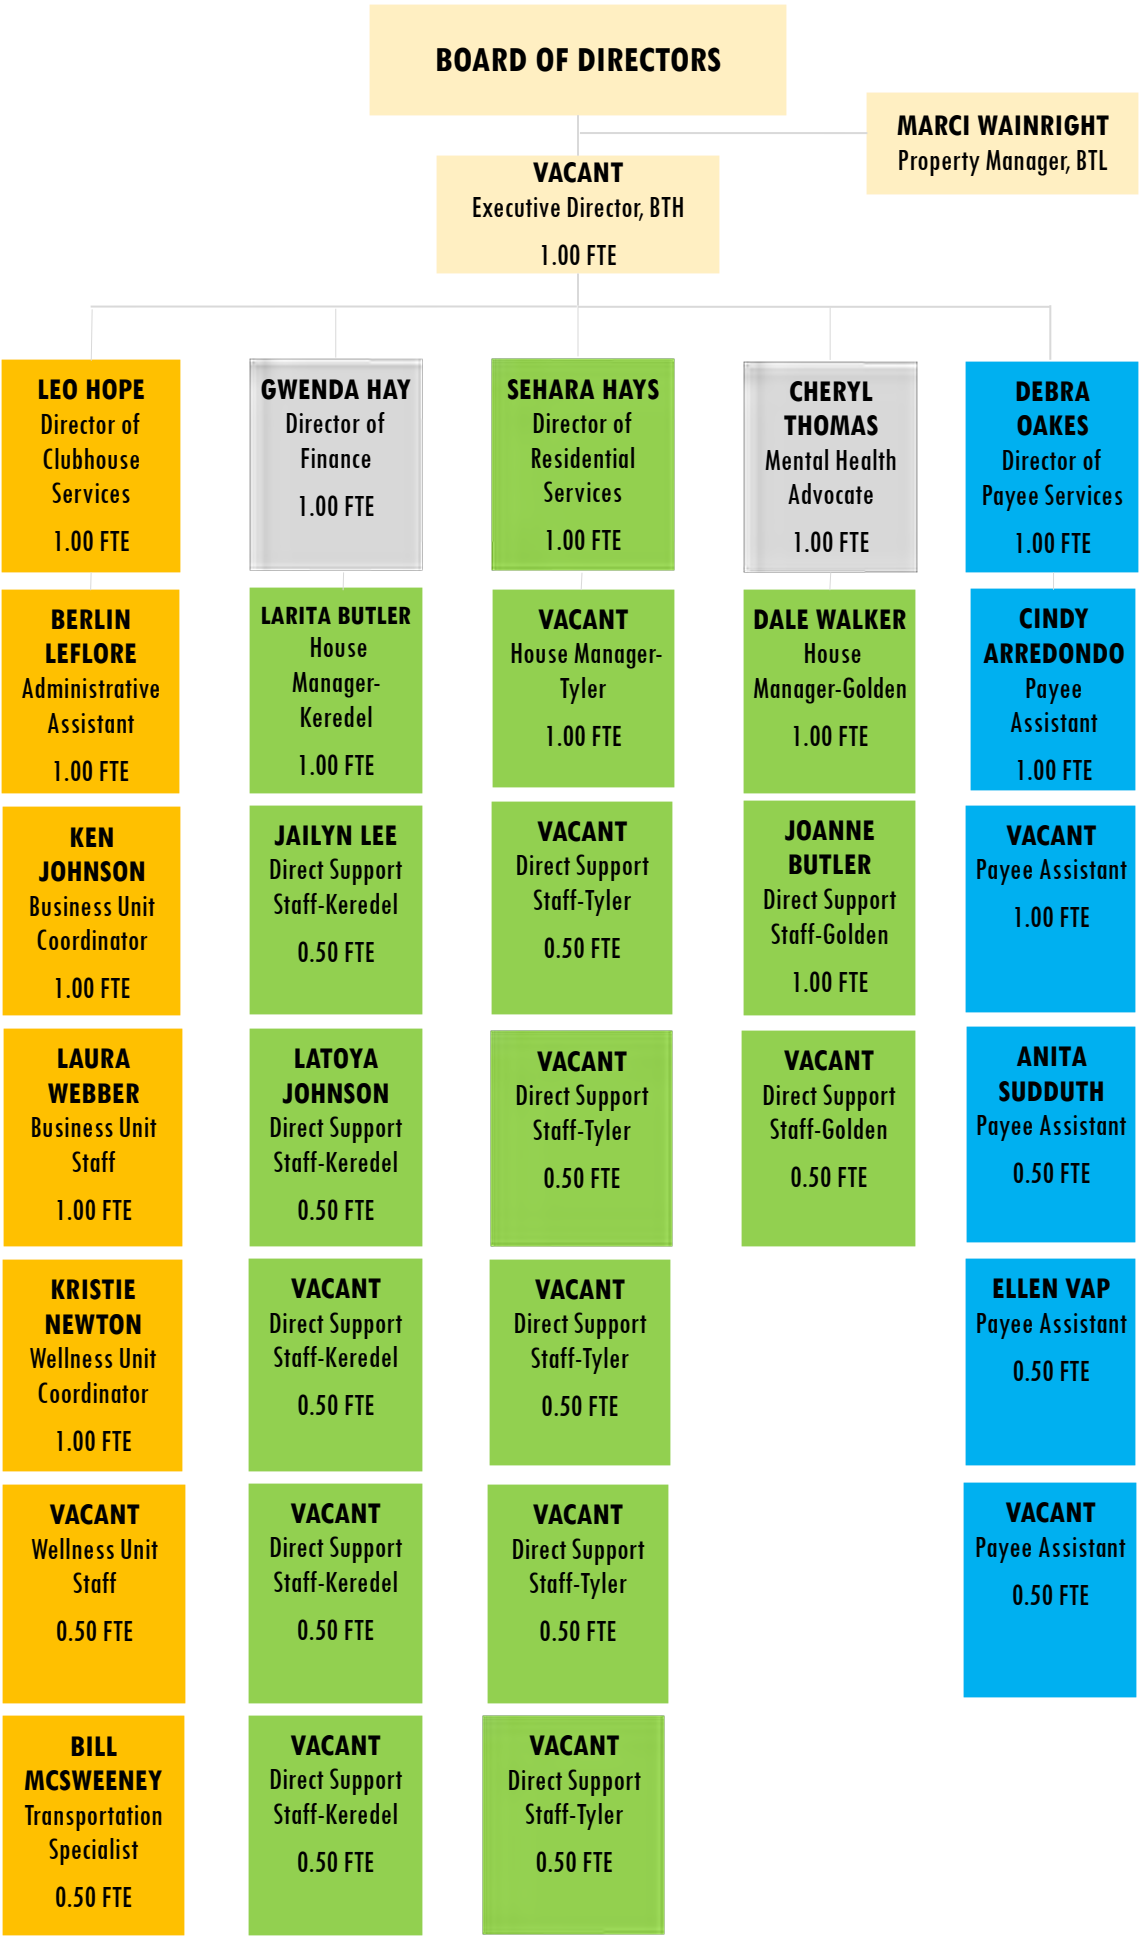 BOARD OF DIRECTORS
MARCI WAINRIGHT
Property Manager, BTL
VACANT
Executive Director, BTH
1.00 FTE
LEO HOPE
Director of
Clubhouse
Services
1.00 FTE
GWENDA HAY
Director of
Finance
1.00 FTE
SEHARA HAYS
Director of
Residential
Services
1.00 FTE
CHERYL
THOMAS
Mental Health
Advocate
1.00 FTE
DEBRA
OAKES
Director of
Payee Services
1.00 FTE
BERLIN
LEFLORE
Administrative
Assistant
1.00 FTE
LARITA BUTLER
House
Manager-
Keredel
1.00 FTE
VACANT
House Manager-
Tyler
1.00 FTE
DALE WALKER
House
Manager-Golden
1.00 FTE
CINDY
ARREDONDO
Payee
Assistant
1.00 FTE
KEN
JOHNSON
Business Unit
Coordinator
1.00 FTE
JAILYN LEE
Direct Support
Staff-Keredel
0.50 FTE
VACANT
Direct Support
Staff-Tyler
0.50 FTE
JOANNE
BUTLER
Direct Support
Staff-Golden
1.00 FTE
VACANT
Payee Assistant
1.00 FTE
LAURA
WEBBER
Business Unit
Staff
1.00 FTE
LATOYA
JOHNSON
Direct Support
Staff-Keredel
0.50 FTE
VACANT
Direct Support
Staff-Tyler
0.50 FTE
VACANT
Direct Support
Staff-Golden
0.50 FTE
ANITA
SUDDUTH
Payee Assistant
0.50 FTE
KRISTIE
NEWTON
Wellness Unit
Coordinator
1.00 FTE
VACANT
Direct Support
Staff-Keredel
0.50 FTE
VACANT
Direct Support
Staff-Tyler
0.50 FTE
ELLEN VAP
Payee Assistant
0.50 FTE
VACANT
Wellness Unit
Staff
0.50 FTE
VACANT
Direct Support
Staff-Keredel
0.50 FTE
VACANT
Direct Support
Staff-Tyler
0.50 FTE
VACANT
Payee Assistant
0.50 FTE
BILL
MCSWEENEY
Transportation
Specialist
0.50 FTE
VACANT
Direct Support
Staff-Keredel
0.50 FTE
VACANT
Direct Support
Staff-Tyler
0.50 FTE